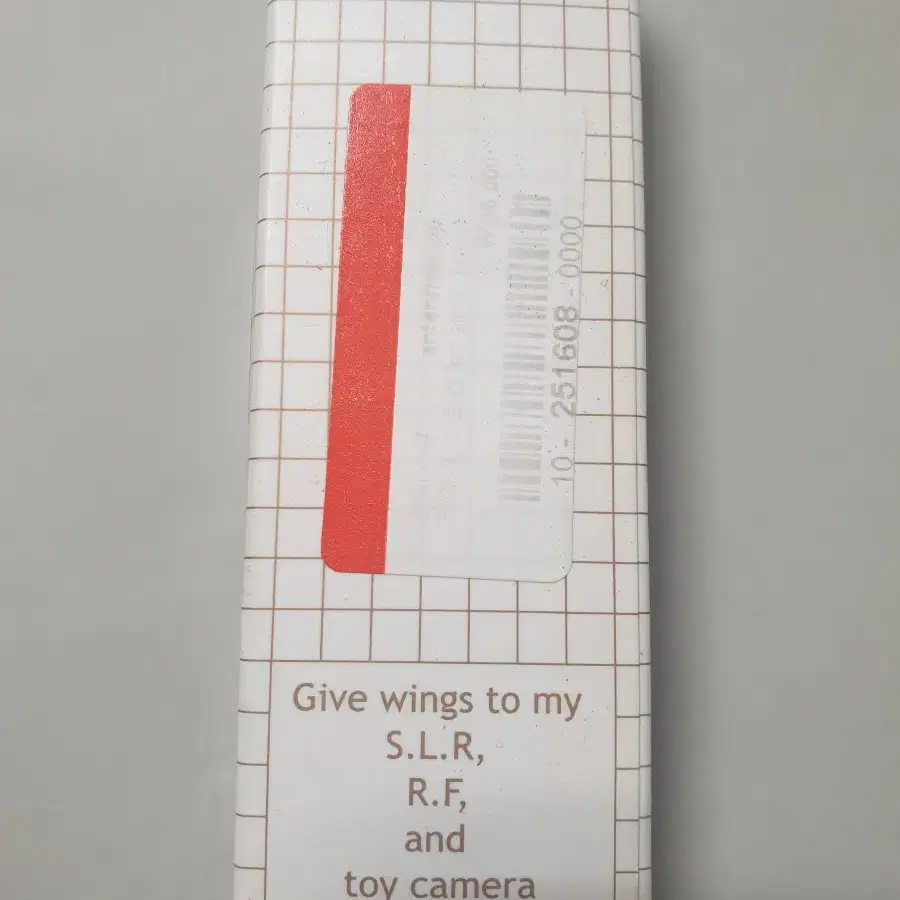 10 - 251608 - 0000
Give wings to my
S.L.R,
R.F,
and
toy camera